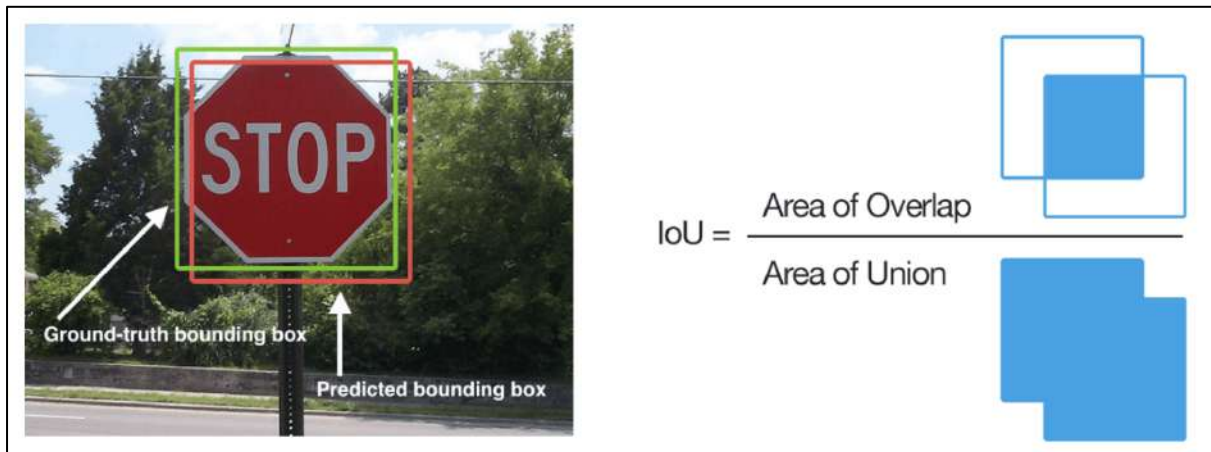 STOP
Ground-truth bounding box
Predicted bounding box
IoU =
Area of Overlap
Area of Union